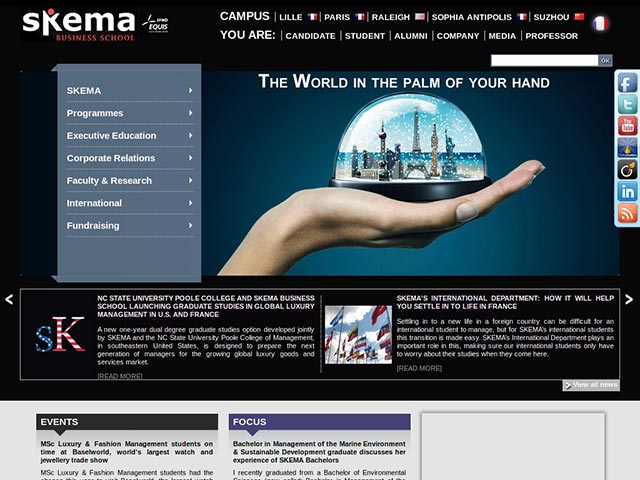 skema
BUSINESS SCHOOL
EFMD
EQUIS
CAMPUS | LILLE | PARIS | RALEIGH | SOPHIA ANTIPOLIS | SUZHOU
YOU ARE: | CANDIDATE | STUDENT | ALUMNI | COMPANY | MEDIA | PROFESSOR
OK
SKEMA
Programmes
Executive Education
Corporate Relations
Faculty & Research
International
Fundraising
THE WORLD IN THE PALM OF YOUR HAND
You
Tube
in
NC STATE UNIVERSITY POOLE COLLEGE AND SKEMA BUSINESS
SCHOOL LAUNCHING GRADUATE STUDIES IN GLOBAL LUXURY
MANAGEMENT IN U.S. AND FRANCE
A new one-year dual degree graduate studies option developed jointly
by SKEMA and the NC State University Poole College of Management,
in southeastern United States, is designed to prepare the next
generation of managers for the growing global luxury goods and
services market.
[READ MORE]
sK
SKEMA'S INTERNATIONAL DEPARTMENT: HOW IT WILL HELP
YOU SETTLE IN TO LIFE IN FRANCE
Settling in to a new life in a foreign country can be difficult for an
international student to manage, but for SKEMA's international students
this transition is made easy. SKEMA's International Department plays an
important role in this, making sure our international students only have
to worry about their studies when they come here.
[READ MORE]
View all news
EVENTS
MSc Luxury & Fashion Management students on
time at Baselworld, world's largest watch and
jewellery trade show
MSc Luxury & Fashion Management students had the
FOCUS
Bachelor in Management of the Marine Environment
& Sustainable Development graduate discusses her
experience of SKEMA Bachelors
I recently graduated from a Bachelor of Environmental